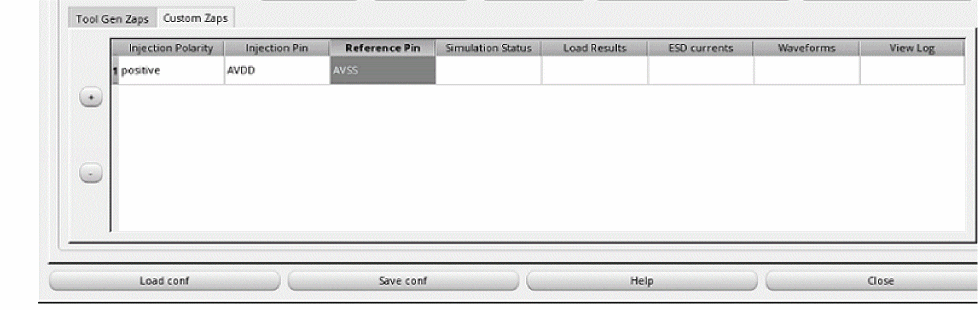 Tool Gen Zaps Custom Zaps
Injection Polarity Injection Pin Reference Pin Simulation Status Load Results ESD currents Waveforms View Log
1 positive AVDD AVSS
+
-
Load conf Save conf Help Close